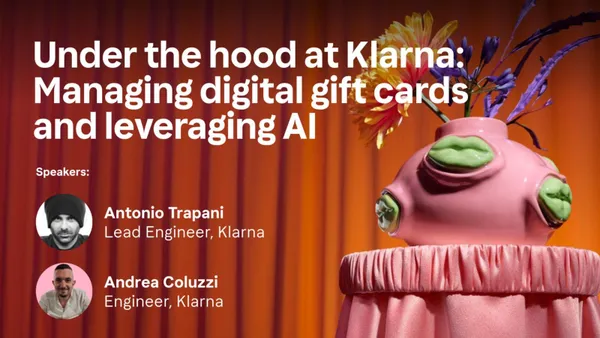 Under the hood at Klarna:
Managing digital gift cards
and leveraging AI
Speakers:
Antonio Trapani
Lead Engineer, Klarna
Andrea Coluzzi
Engineer, Klarna